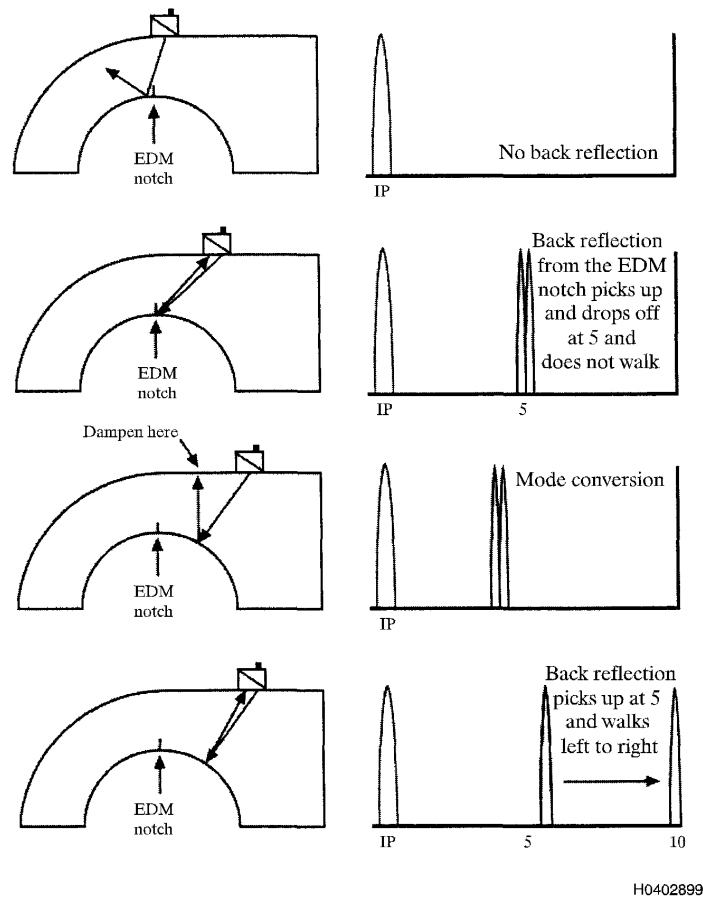 EDM
notch
No back reflection
IP
EDM
notch
Back reflection
from the EDM
notch picks up
and drops off
at 5 and
does not walk
IP
5
Dampen here
EDM
notch
Mode conversion
IP
EDM
notch
Back reflection
picks up at 5
and walks
left to right
IP
5
10
H0402899